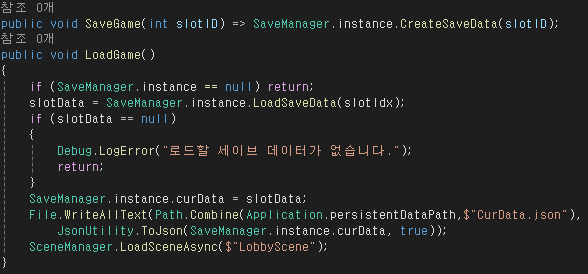 참조 0개
public void SaveGame(int slotID) => SaveManager.instance.CreateSaveData(slotID);
참조 0개
public void LoadGame()
{
if (SaveManager.instance == null) return;
slotData = SaveManager.instance.LoadSaveData(slotIdx);
if (slotData == null)
{
Debug.LogError("로드할 세이브 데이터가 없습니다.");
return;
}
SaveManager.instance.curData = slotData;
File.WriteAllText(Path.Combine(Application.persistentDataPath,$"CurData.json"),
JsonUtility.ToJson(SaveManager.instance.curData, true));
SceneManager.LoadSceneAsync($"LobbyScene");
}